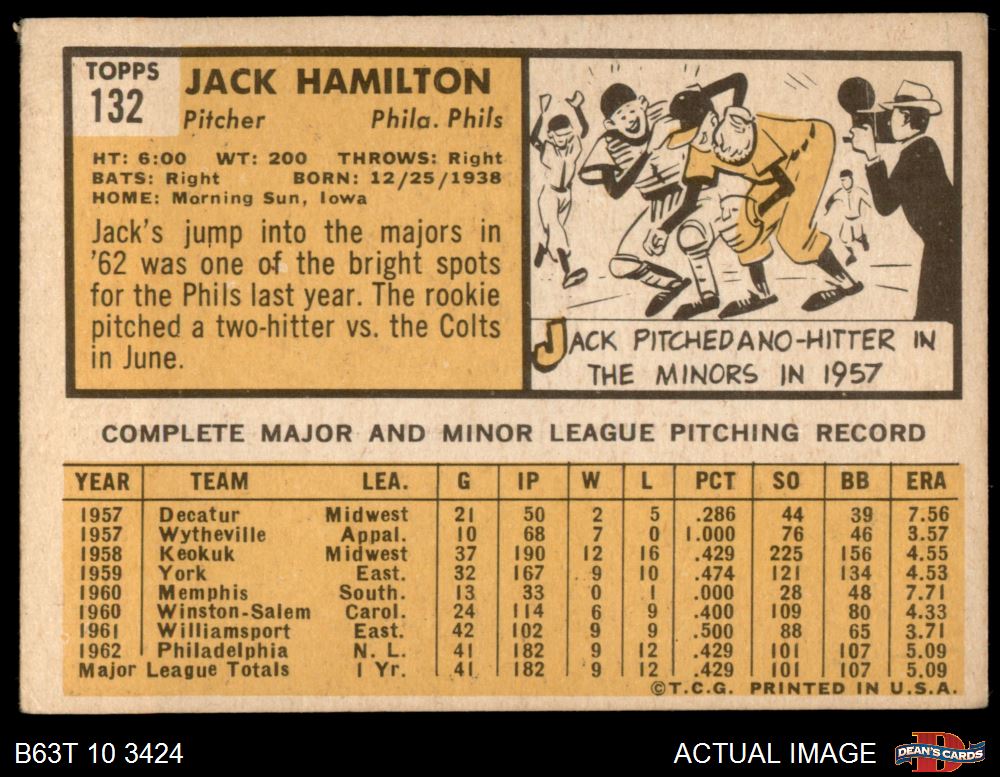 TOPPS
132
JACK HAMILTON
Pitcher Phila. Phils
HT: 6:00 WT: 200 THROWS: Right
BATS: Right BORN: 12/25/1938
HOME: Morning Sun, Iowa
Jack's jump into the majors in
'62 was one of the bright spots
for the Phils last year. The rookie
pitched a two-hitter vs. the Colts
in June.
JACK PITCHED A NO-HITTER IN
THE MINORS IN 1957
COMPLETE MAJOR AND MINOR LEAGUE PITCHING RECORD
YEAR TEAM LEA. G IP W L PCT SO BB ERA
1957 Decatur Midwest 21 50 2 5 .286 44 39 7.56
1957 Wytheville Appal. 10 68 7 0 1.000 76 46 3.57
1958 Keokuk Midwest 37 190 12 16 .429 225 156 4.55
1959 York East. 32 167 9 10 .474 121 134 4.53
1960 Memphis South. 13 33 0 1 .000 28 48 7.71
1960 Winston-Salem Carol. 24 114 6 9 .400 109 80 4.33
1961 Williamsport East. 42 102 9 9 .500 88 65 3.71
1962 Philadelphia N. L. 41 182 9 12 .429 101 107 5.09
Major League Totals 1 Yr. 41 182 9 12 .429 101 107 5.09
©T.C.G. PRINTED IN U.S.A.
B63T 10 3424 ACTUAL IMAGE DEAN'S CARDS